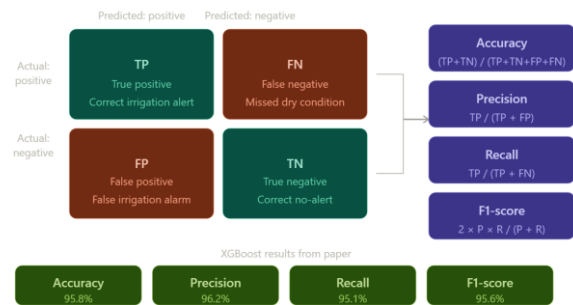 Predicted: positive Predicted: negative
Actual:
positive
TP
True positive
Correct irrigation alert
FN
False negative
Missed dry condition
Actual:
negative
FP
False positive
False irrigation alarm
TN
True negative
Correct no-alert
Accuracy
(TP+TN) / (TP+TN+FP+FN)
Precision
TP / (TP + FP)
Recall
TP / (TP + FN)
F1-score
2 × P × R / (P + R)
XGBoost results from paper
Accuracy
95.8%
Precision
96.2%
Recall
95.1%
F1-score
95.6%